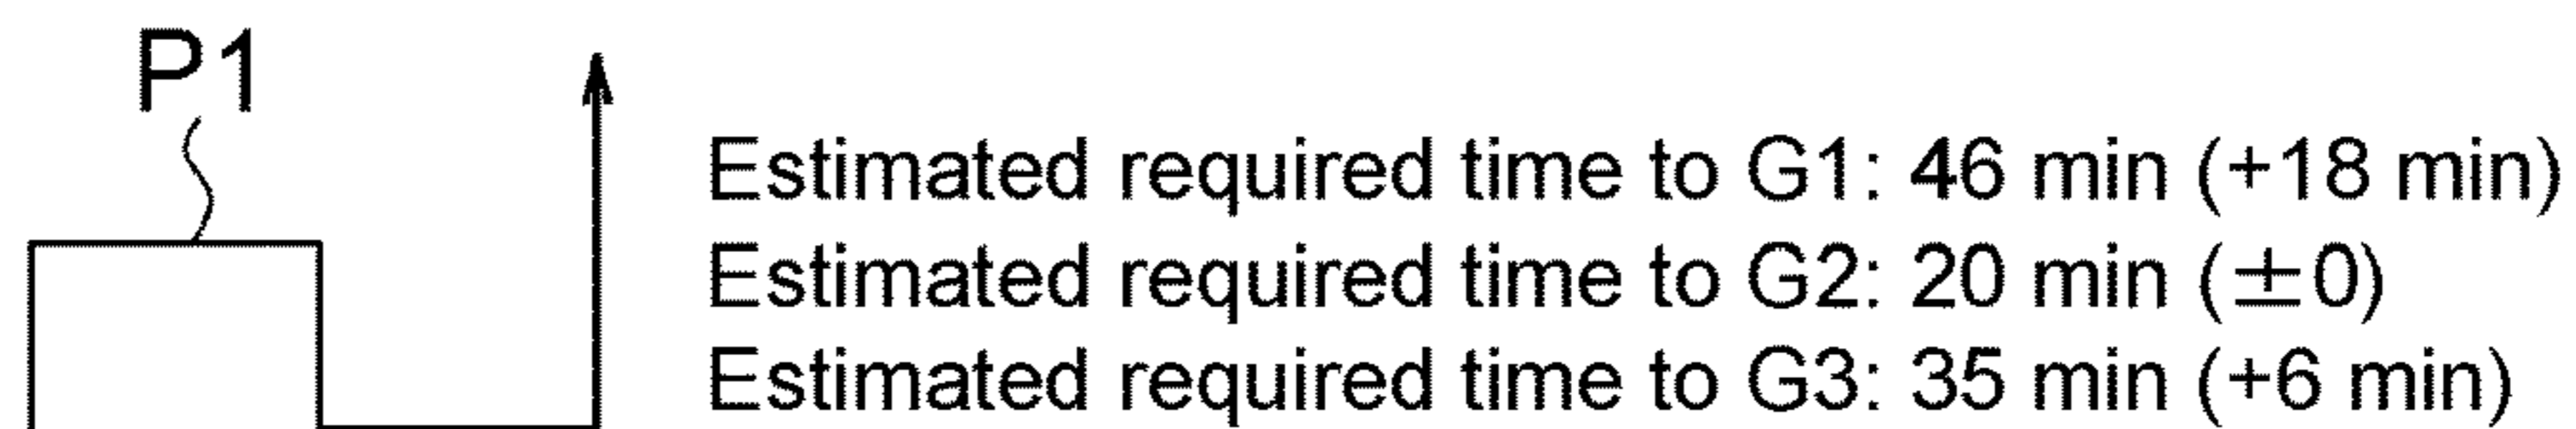 P1
Estimated required time to G1: 46 min (+18 min)
Estimated required time to G2: 20 min (±0)
Estimated required time to G3: 35 min (+6 min)